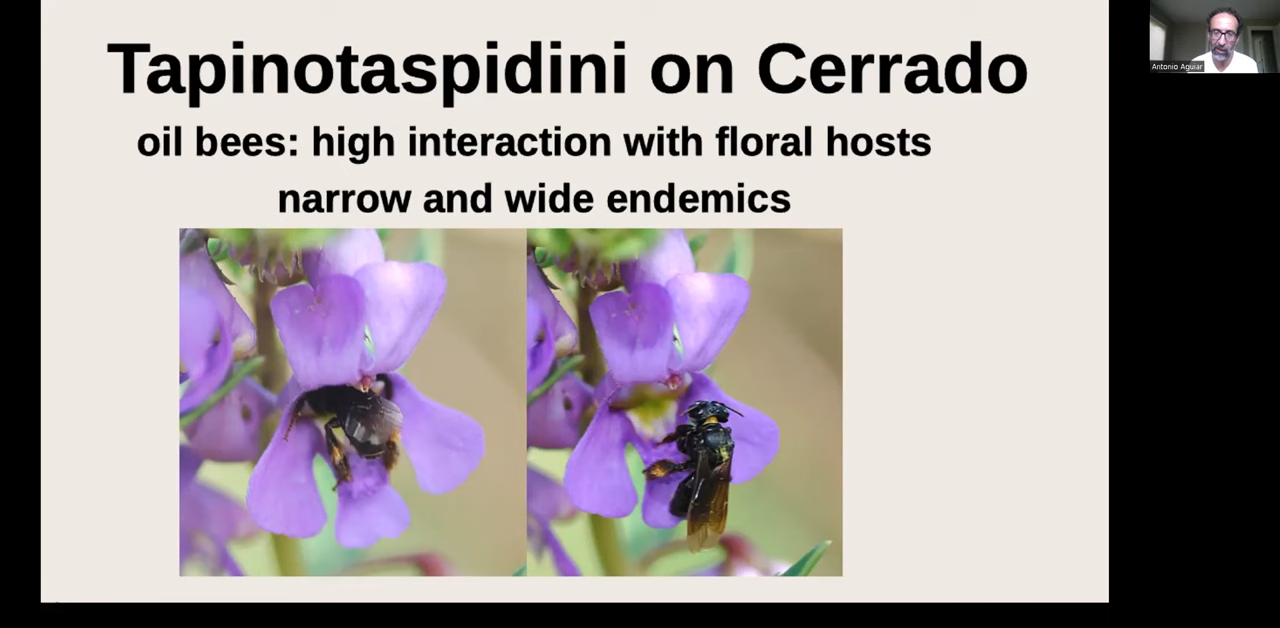 Tapinotaspidini on Cerrado
oil bees: high interaction with floral hosts
narrow and wide endemics
Antonio Aguiar